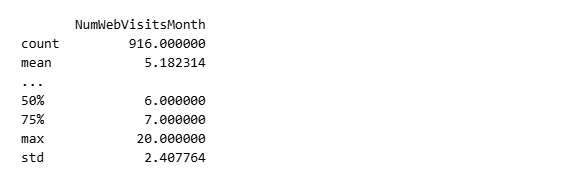 NumWebVisitsMonth
count 916.000000
mean 5.182314
...
50% 6.000000
75% 7.000000
max 20.000000
std 2.407764